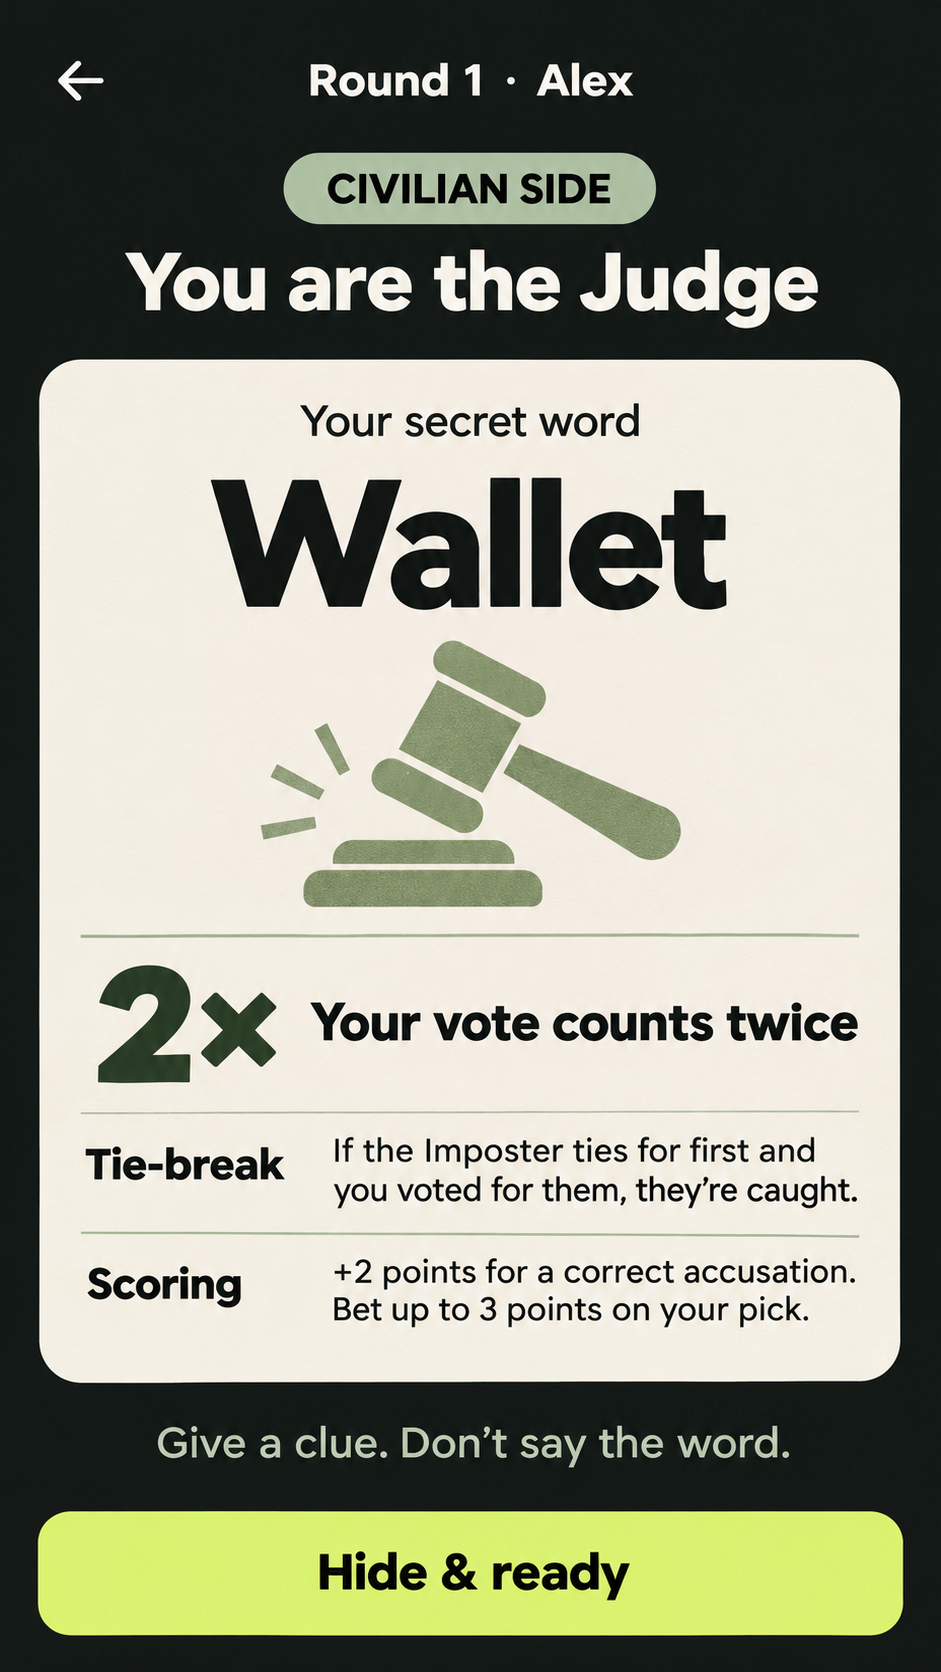 Round 1 · Alex
CIVILIAN SIDE
You are the Judge
Your secret word
Wallet
2× Your vote counts twice
Tie-break
If the Imposter ties for first and
you voted for them, they’re caught.
Scoring
+2 points for a correct accusation.
Bet up to 3 points on your pick.
Give a clue. Don’t say the word.
Hide & ready